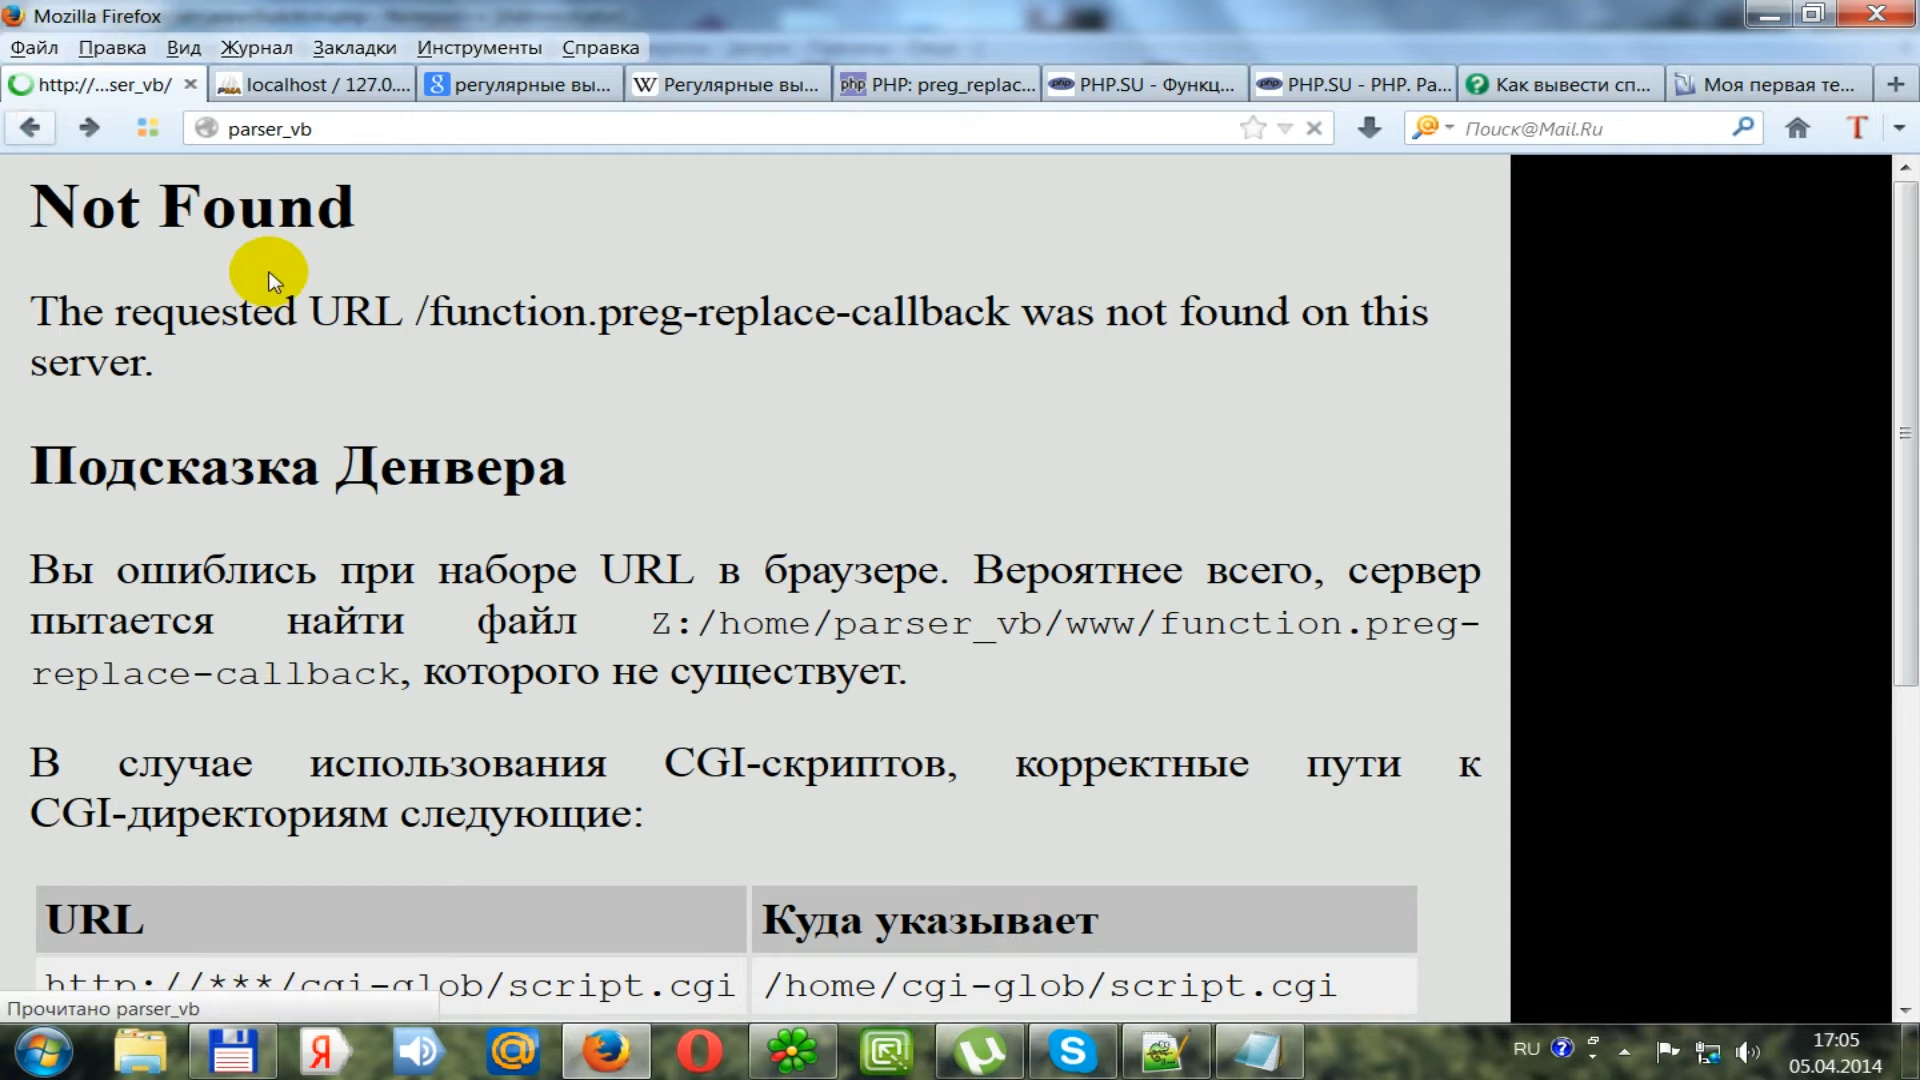 Mozilla Firefox
Файл Правка Вид Журнал Закладки Инструменты Справка
http://...ser_vb/ localhost / 127.0.... регулярные вы... Регулярные вы... PHP: preg_replac... PHP.SU - Функц... PHP.SU - PHP. Ра... Как вывести сп... Моя первая те...
parser_vb Поиск@Mail.Ru
Not Found
The requested URL /function.preg-replace-callback was not found on this
server.
Подсказка Денвера
Вы ошиблись при наборе URL в браузере. Вероятнее всего, сервер
пытается найти файл Z:/home/parser_vb/www/function.preg-
replace-callback, которого не существует.
В случае использования CGI-скриптов, корректные пути к
CGI-директориям следующие:
URL Куда указывает
http://***/cgi-glob/script.cgi /home/cgi-glob/script.cgi
Прочитано parser_vb
RU 17:05
05.04.2014